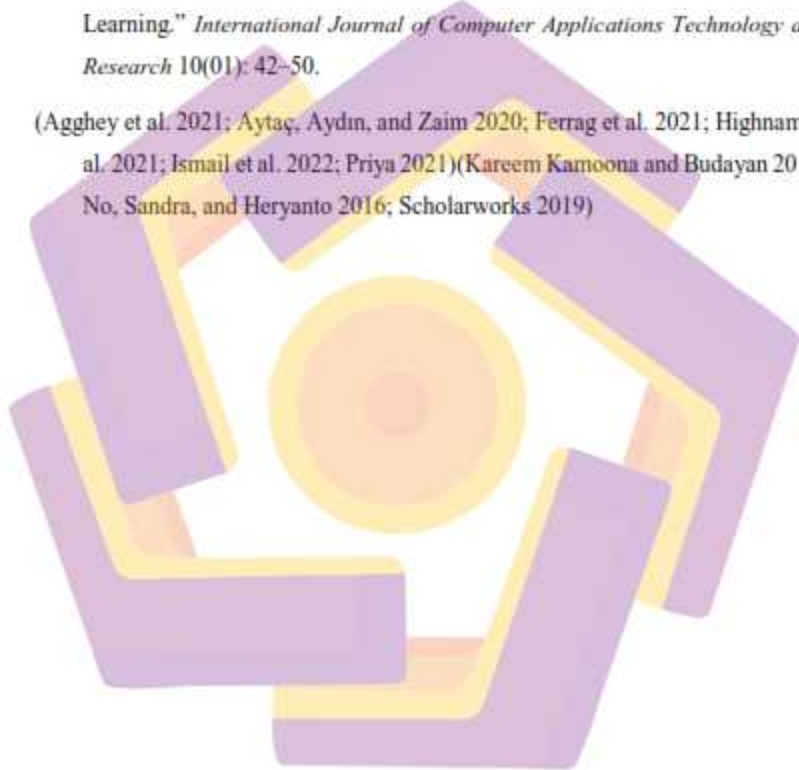 Learning.” International Journal of Computer Applications Technology a
Research 10(01): 42–50.
(Agghey et al. 2021; Aytaç, Aydın, and Zaim 2020; Ferrag et al. 2021; Highnam
al. 2021; Ismail et al. 2022; Priya 2021)(Kareem Kamoona and Budayan 20
No, Sandra, and Heryanto 2016; Scholarworks 2019)